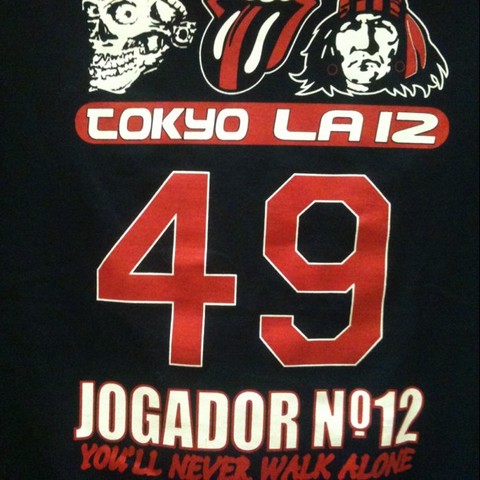 TOKYO LA12
49
JOGADOR Nº12
YOU'LL NEVER WALK ALONE